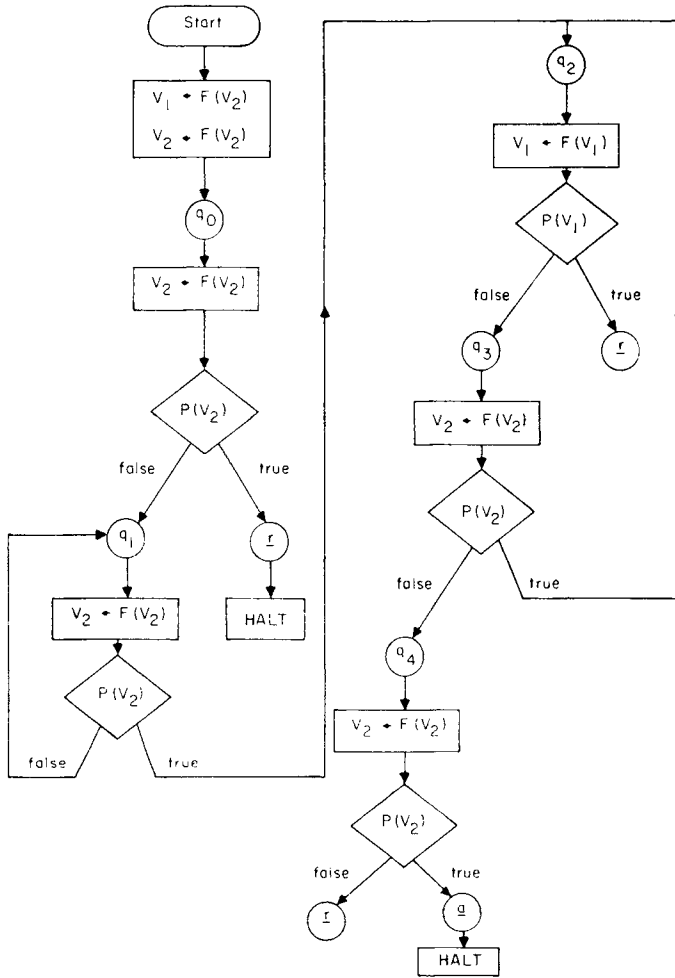 Start
V₁ ← F(V₂)
V₂ ← F(V₂)
q₀
V₂ ← F(V₂)
P(V₂)
false
true
q₁
r
V₂ ← F(V₂)
HALT
P(V₂)
false
true
q₂
V₁ ← F(V₁)
P(V₁)
false
true
q₃
r
V₂ ← F(V₂)
P(V₂)
false
true
q₄
V₂ ← F(V₂)
P(V₂)
false
true
r
a
HALT